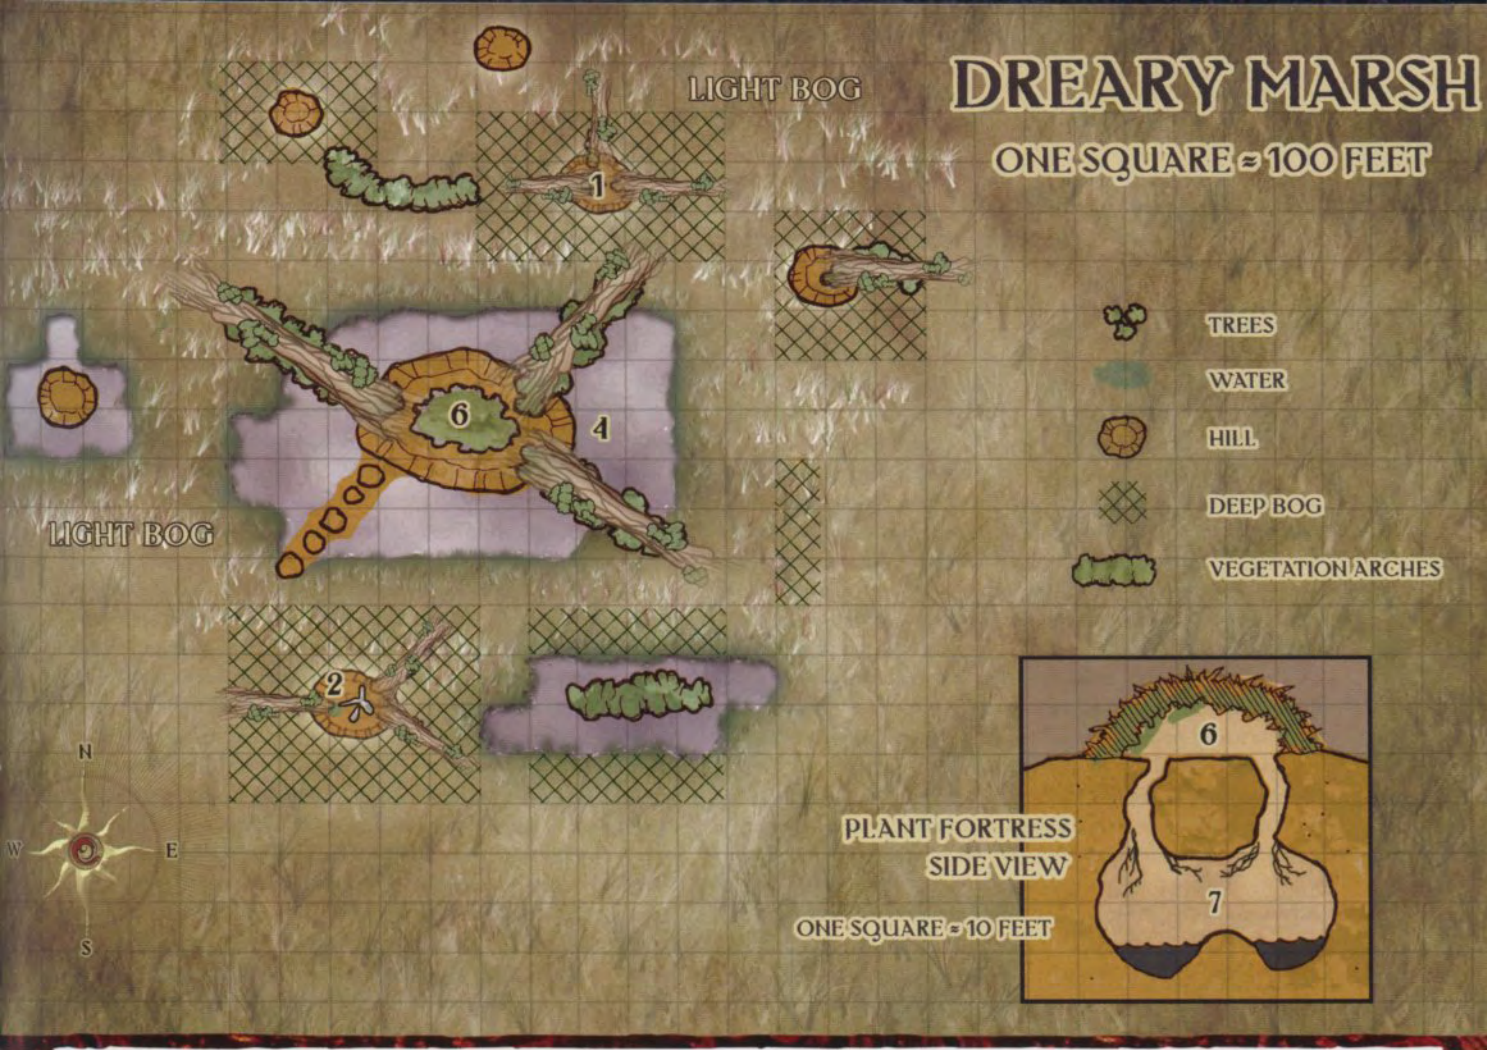 DREARY MARSH
ONE SQUARE = 100 FEET
LIGHT BOG
1
6
4
LIGHT BOG
2
TREES
WATER
HILL
DEEP BOG
VEGETATION ARCHES
N
W
E
S
PLANT FORTRESS
SIDE VIEW
ONE SQUARE = 10 FEET
6
7